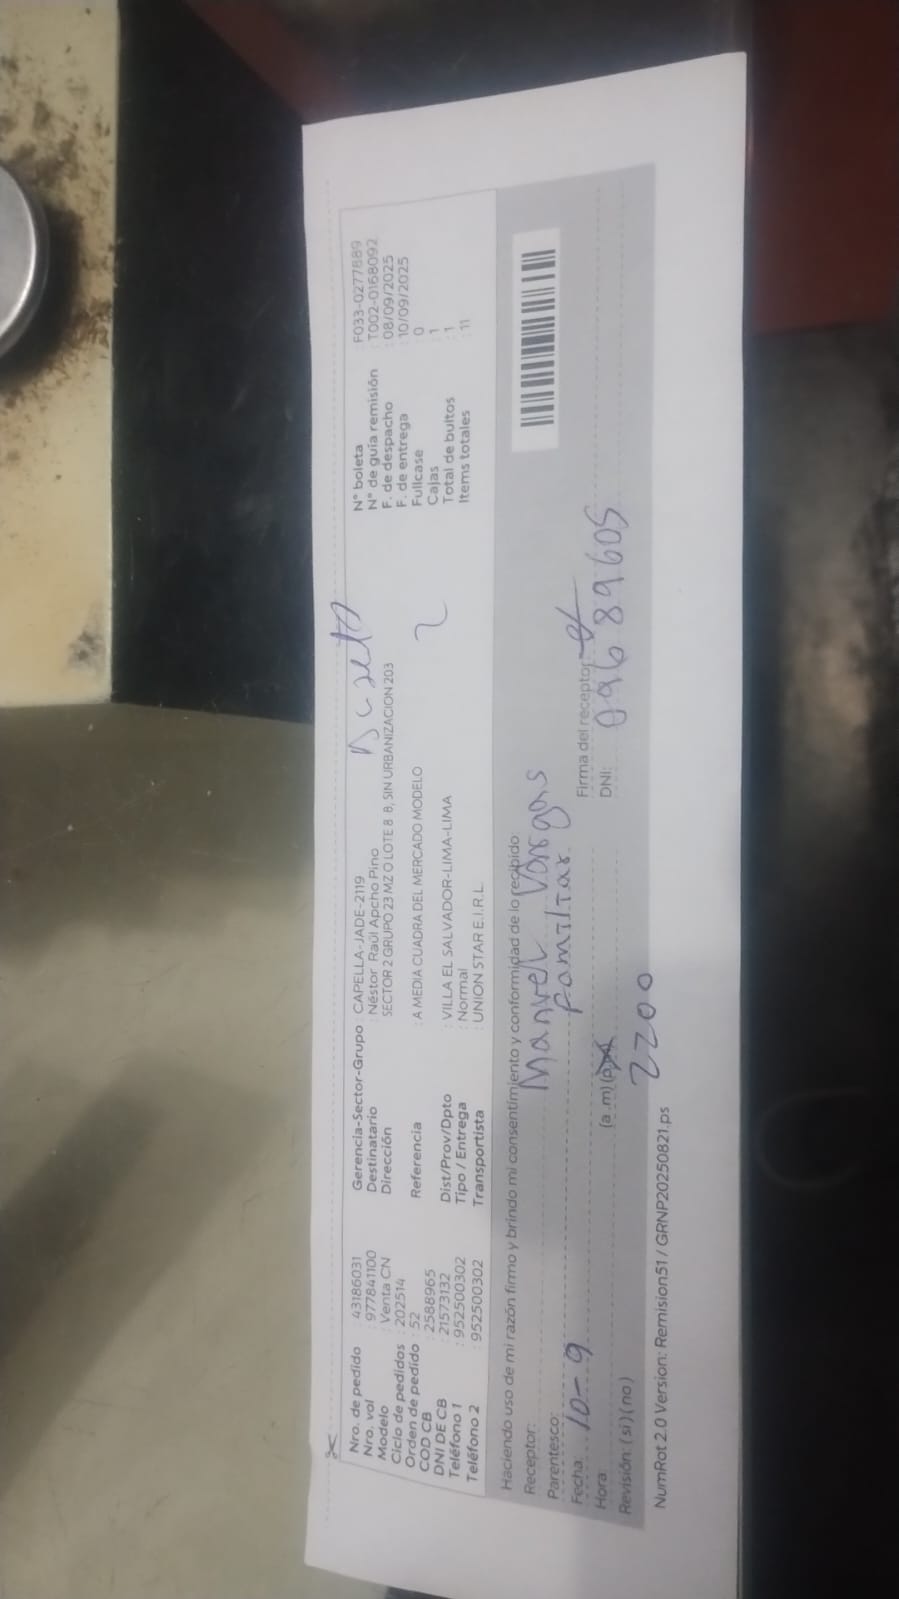 Nro. de pedido : 43186031
Nro. vol : 977841100
Modelo : Venta CN
Ciclo de pedidos : 202514
Orden de pedido : 52
COD CB : 2588965
DNI DE CB : 21573132
Teléfono 1 : 952500302
Teléfono 2 : 952500302
Gerencia-Sector-Grupo : CAPELLA-JADE-2119
Destinatario : Néstor Raúl Apcho Pino
Dirección : SECTOR 2 GRUPO 23 MZ O LOTE 8 8, SIN URBANIZACION 203
Referencia : A MEDIA CUADRA DEL MERCADO MODELO
2
Dist/Prov/Dpto : VILLA EL SALVADOR-LIMA-LIMA
Tipo / Entrega : Normal
Transportista : UNION STAR E.I.R.L.
N° boleta : F033-0277889
N° de guía remisión : T002-0168092
F. de despacho : 08/09/2025
F. de entrega : 10/09/2025
Fullcase : 0
Cajas : 1
Total de bultos : 1
Items totales : 11
Haciendo uso de mi razón firmo y brindo mi consentimiento y conformidad de lo recibido:
Receptor: Manuel Vargas
Parentesco: familiar
Fecha: 10-9
Firma del receptor:
Hora: (a.m) (p.m)
DNI: 09689605
Revisión: (si) (no)
2200
NumRot 2.0 Version: Remision51 / GRNP20250821.ps